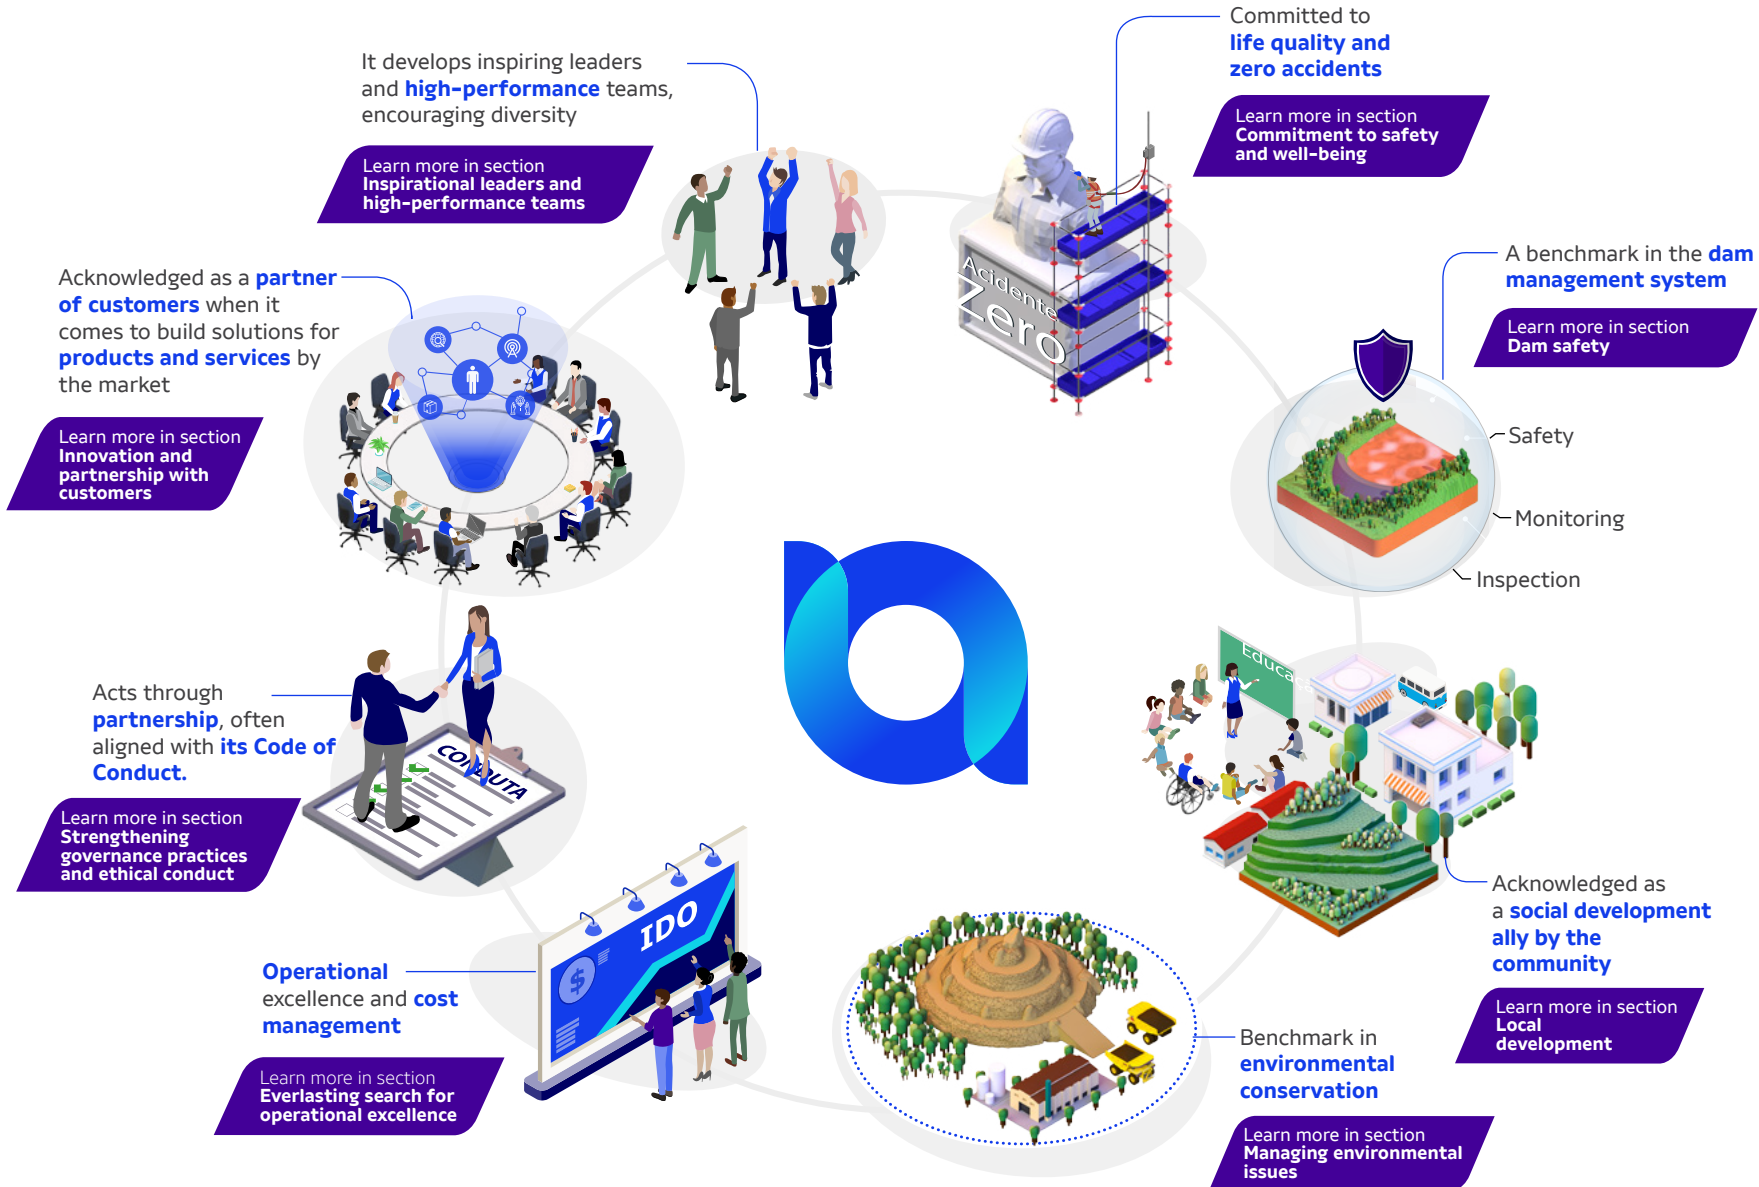 Committed to
life quality and
zero accidents
Learn more in section
Commitment to safety
and well-being
It develops inspiring leaders
and high-performance teams,
encouraging diversity
Learn more in section
Inspirational leaders and
high-performance teams
Acidente
Zero
A benchmark in the dam
management system
Learn more in section
Dam safety
Safety
Monitoring
Inspection
Acknowledged as a partner
of customers when it
comes to build solutions for
products and services by
the market
Learn more in section
Innovation and
partnership with
customers
Educaçã
Acts through
partnership, often
aligned with its Code of
Conduct.
Learn more in section
Strengthening
governance practices
and ethical conduct
CONDUTA
Acknowledged as
a social development
ally by the
community
Learn more in section
Local
development
IDO
$
Operational
excellence and cost
management
Learn more in section
Everlasting search for
operational excellence
Benchmark in
environmental
conservation
Learn more in section
Managing environmental
issues